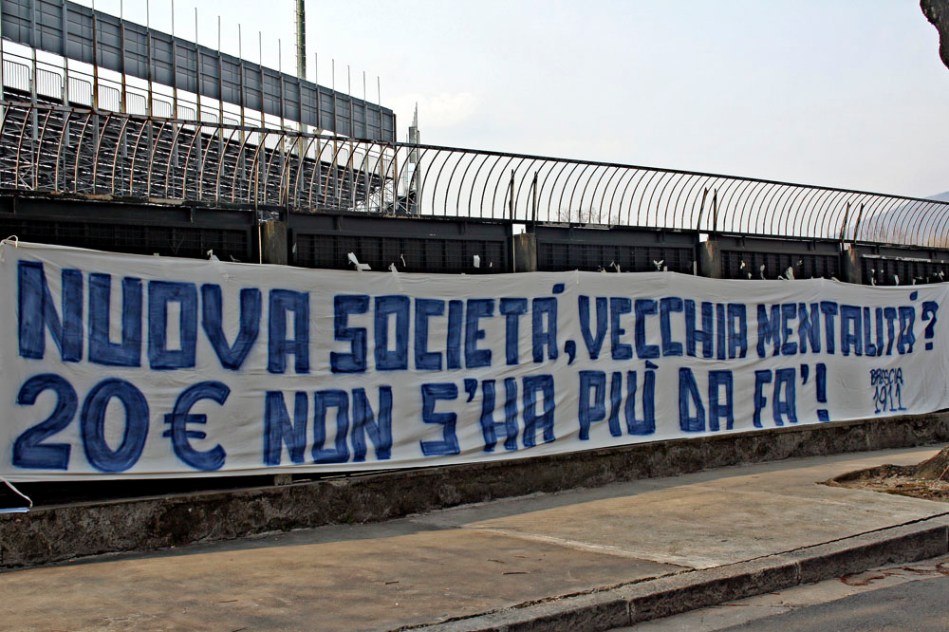 NUOVA SOCIETÁ, VECCHIA MENTALITÁ?
20 € NON S'HA PIÙ DA FA'!
BRESCIA
1911